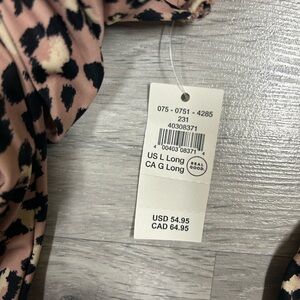 075 - 0751 - 4285
231
40308371
4 00403 08371 4
US L Long
CA G Long
REAL
GOOD.
USD 54.95
CAD 64.95